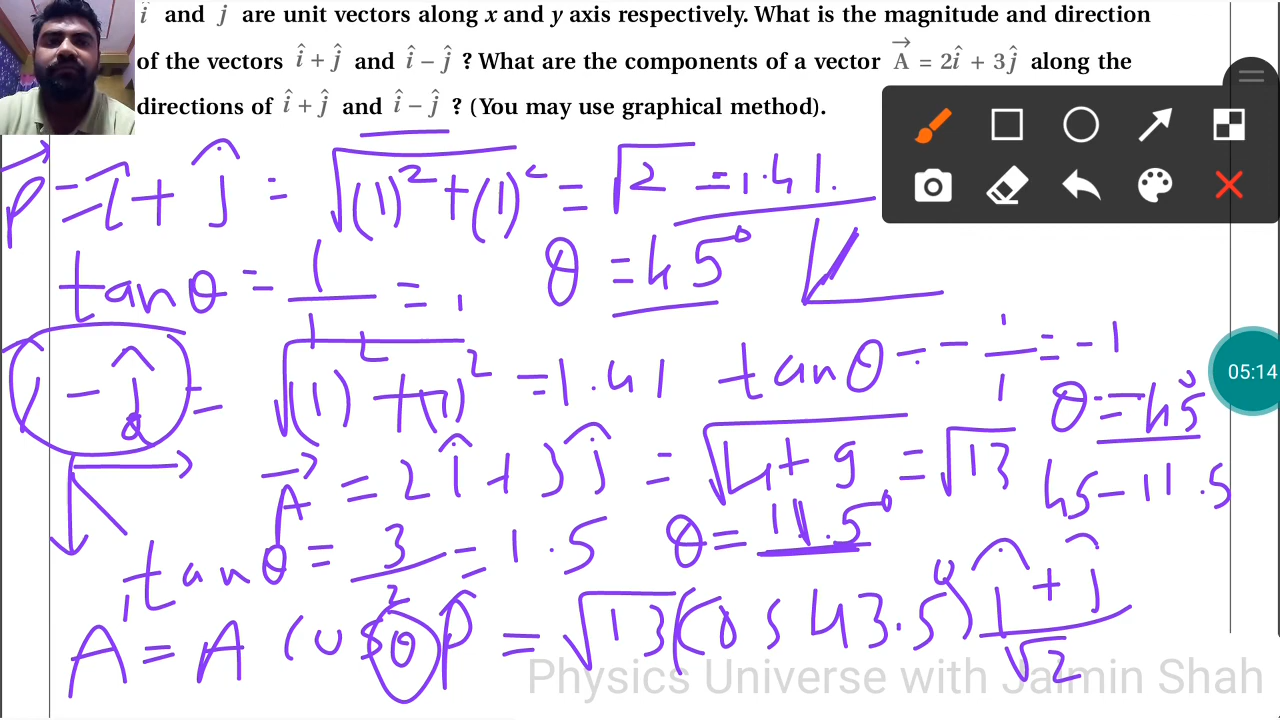 î and ĵ are unit vectors along x and y axis respectively. What is the magnitude and direction
of the vectors î + ĵ and î − ĵ ? What are the components of a vector A⃗ = 2î + 3ĵ along the
directions of î + ĵ and î − ĵ ? (You may use graphical method).
P⃗ = î + ĵ = √(1)² + (1)² = √2 = 1.41.
tanθ = 1/1 = 1 θ = 45°
î − ĵ = √(1)² + (1)² = 1.41 tanθ = − 1/1 = −1
θ = −45°
A⃗ = 2î + 3ĵ = √4 + 9 = √13 45 − 11.5
tanθ = 3/2 = 1.5 θ = 11.5°
A' = A cosθ P̂ = √13 (cos 43.5°) î + ĵ/√2
05:14
Physics Universe with Jaimin Shah